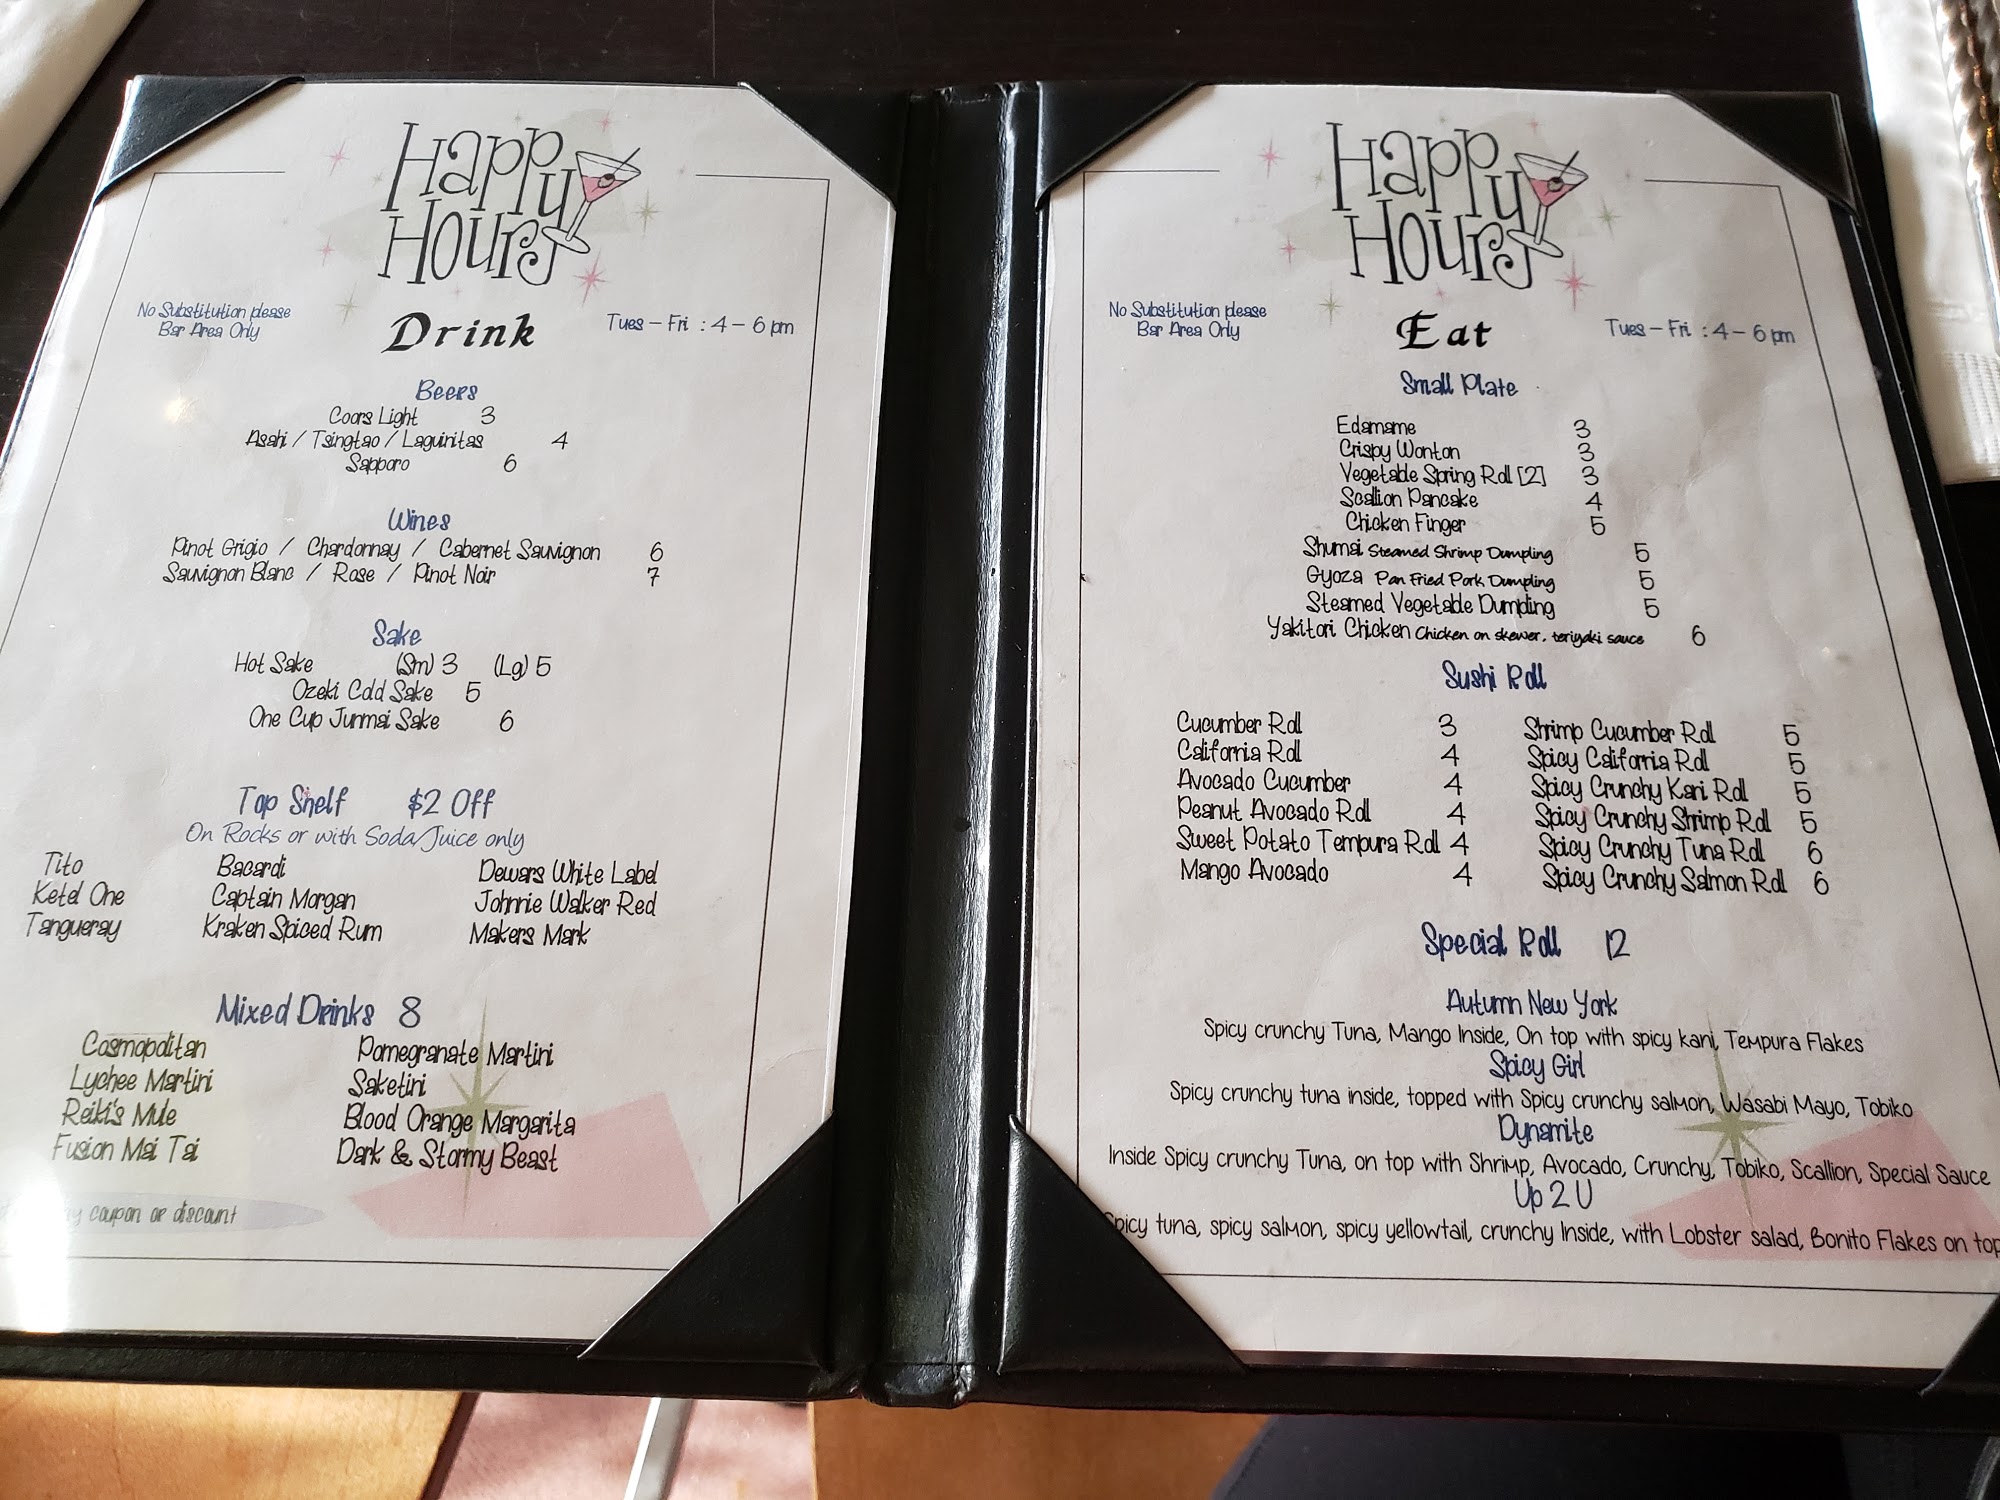 Happy
Hours
No Substitution please
Bar Area Only
Drink
Tues - Fri : 4 - 6 pm
Beers
Coors Light 3
Asahi / Tsingtao / Laguinitas 4
Sapporo 6
Wines
Pinot Grigio / Chardonnay / Cabernet Sauvignon 6
Sauvignon Blanc / Rose / Pinot Noir 7
Sake
Hot Sake (Sm) 3 (Lg) 5
Ozeki Cold Sake 5
One Cup Junmai Sake 6
Top Shelf $2 Off
On Rocks or with Soda/Juice only
Tito Bacardi Dewars White Label
Ketel One Captain Morgan Johnnie Walker Red
Tangueray Kraken Spiced Rum Makers Mark
Mixed Drinks 8
Cosmopolitan Pomegranate Martini
Lychee Martini Saketini
Reiki's Mule Blood Orange Margarita
Fusion Mai Tai Dark & Stormy Beast
coupon or discount
Happy
Hours
No Substitution please
Bar Area Only
Eat
Tues - Fri : 4 - 6 pm
Small Plate
Edamame 3
Crispy Wonton 3
Vegetable Spring Roll [2] 3
Scallion Pancake 4
Chicken Finger 5
Shumai Steamed Shrimp Dumpling 5
Gyoza Pan Fried Pork Dumpling 5
Steamed Vegetable Dumpling 5
Yakitori Chicken Chicken on skewer, teriyaki sauce 6
Sushi Roll
Cucumber Roll 3 Shrimp Cucumber Roll 5
California Roll 4 Spicy California Roll 5
Avocado Cucumber 4 Spicy Crunchy Kani Roll 5
Peanut Avocado Roll 4 Spicy Crunchy Shrimp Roll 5
Sweet Potato Tempura Roll 4 Spicy Crunchy Tuna Roll 6
Mango Avocado 4 Spicy Crunchy Salmon Roll 6
Special Roll 12
Autumn New York
Spicy crunchy Tuna, Mango Inside, On top with spicy kani, Tempura Flakes
Spicy Girl
Spicy crunchy tuna inside, topped with Spicy crunchy salmon, Wasabi Mayo, Tobiko
Dynamite
Inside Spicy crunchy Tuna, on top with Shrimp, Avocado, Crunchy, Tobiko, Scallion, Special Sauce
Up 2 U
Spicy tuna, spicy salmon, spicy yellowtail, crunchy Inside, with Lobster salad, Bonito Flakes on top